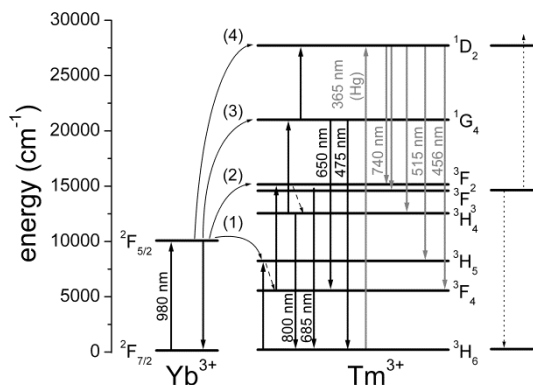 energy (cm⁻¹)
30000
25000
20000
15000
10000
5000
0
(4)
(3)
(2)
(1)
²F₅/₂
²F₇/₂
980 nm
Yb³⁺
365 nm
(Hg)
650 nm
475 nm
740 nm
515 nm
456 nm
800 nm
685 nm
¹D₂
¹G₄
³F₂
³F₃
³H₄
³H₅
³F₄
³H₆
Tm³⁺